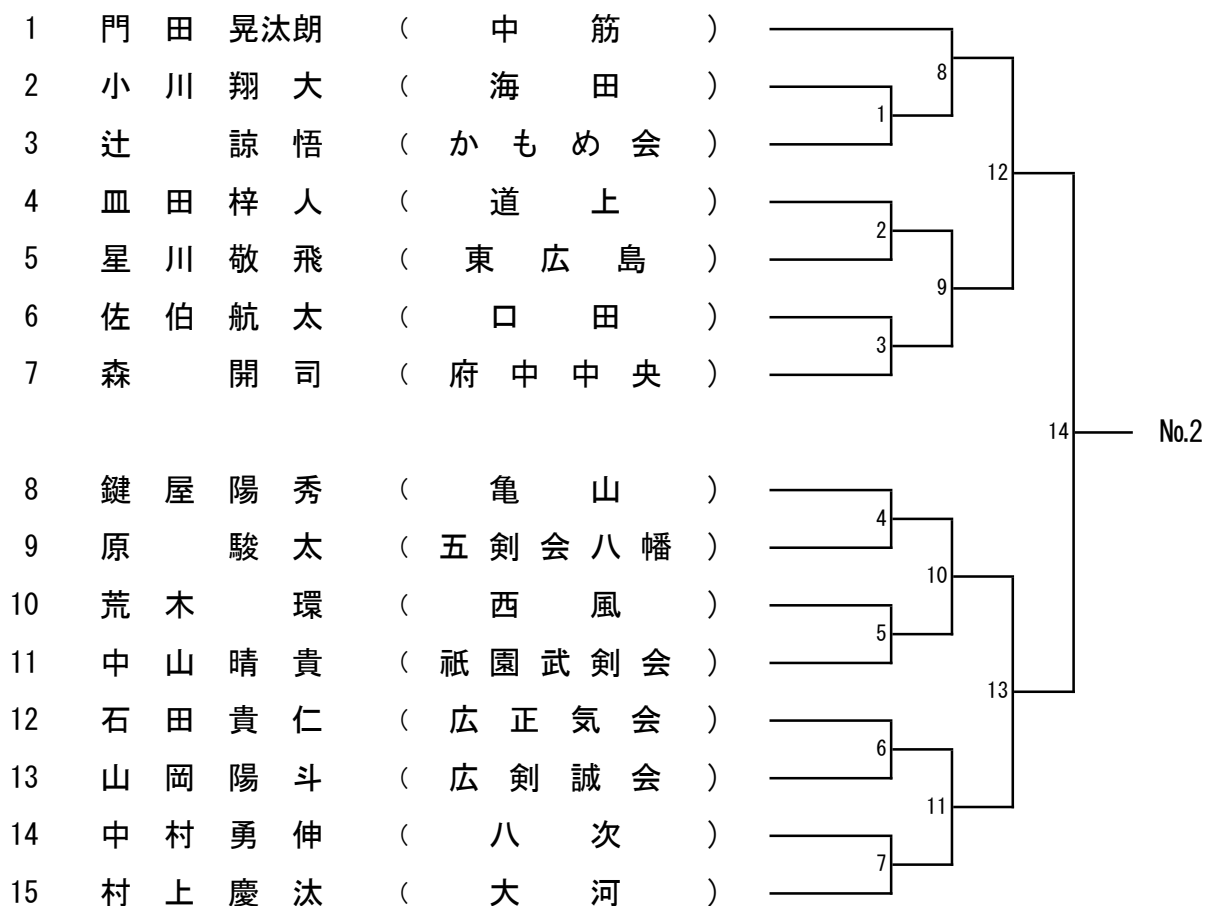 1 門田 晃汰朗 ( 中筋 )
8
2 小川 翔大 ( 海田 )
1
3 辻 諒悟 ( かもめ会 )
12
4 皿田 梓人 ( 道上 )
2
5 星川 敬飛 ( 東広島 )
9
6 佐伯 航太 ( 口田 )
3
7 森 開司 ( 府中中央 )
14 No.2
8 鍵屋 陽秀 ( 亀山 )
4
9 原 駿太 ( 五剣会八幡 )
10
10 荒木 環 ( 西風 )
5
11 中山 晴貴 ( 祇園武剣会 )
13
12 石田 貴仁 ( 広正気会 )
6
13 山岡 陽斗 ( 広剣誠会 )
11
14 中村 勇伸 ( 八次 )
7
15 村上 慶汰 ( 大河 )